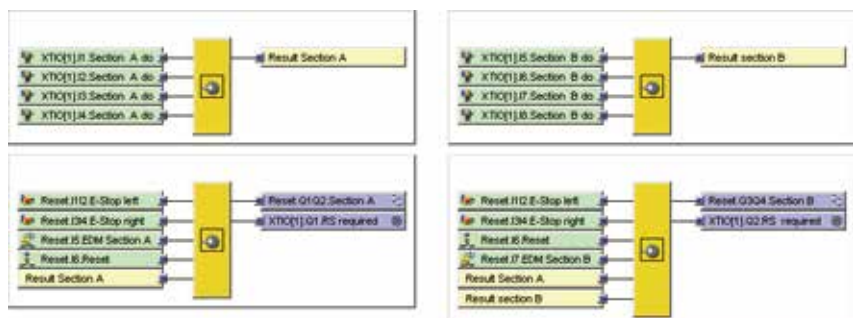 XTIO[1].I1.Section A do
XTIO[1].I2.Section A do
XTIO[1].I3.Section A do
XTIO[1].I4.Section A do
Result Section A
XTIO[1].I5.Section B do
XTIO[1].I6.Section B do
XTIO[1].I7.Section B do
XTIO[1].I8.Section B do
Result section B
Reset.I1I2.E-Stop left
Reset.I3I4.E-Stop right
Reset.I5.EDM Section A
Reset.I6.Reset
Result Section A
Reset.Q1Q2.Section A
XTIO[1].Q1.RS required
Reset.I1I2.E-Stop left
Reset.I3I4.E-Stop right
Reset.I6.Reset
Reset.I7.EDM Section B
Result Section A
Result section B
Reset.Q3Q4.Section B
XTIO[1].Q2.RS required